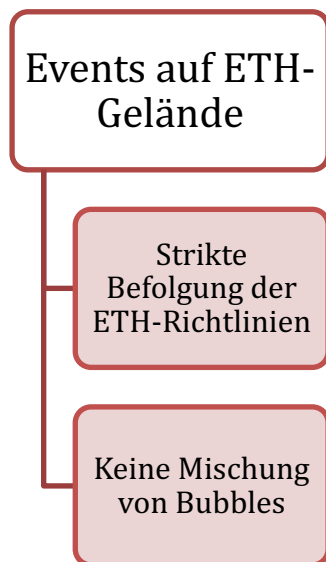 Events auf ETH-
Gelände
Strikte
Befolgung der
ETH-Richtlinien
Keine Mischung
von Bubbles